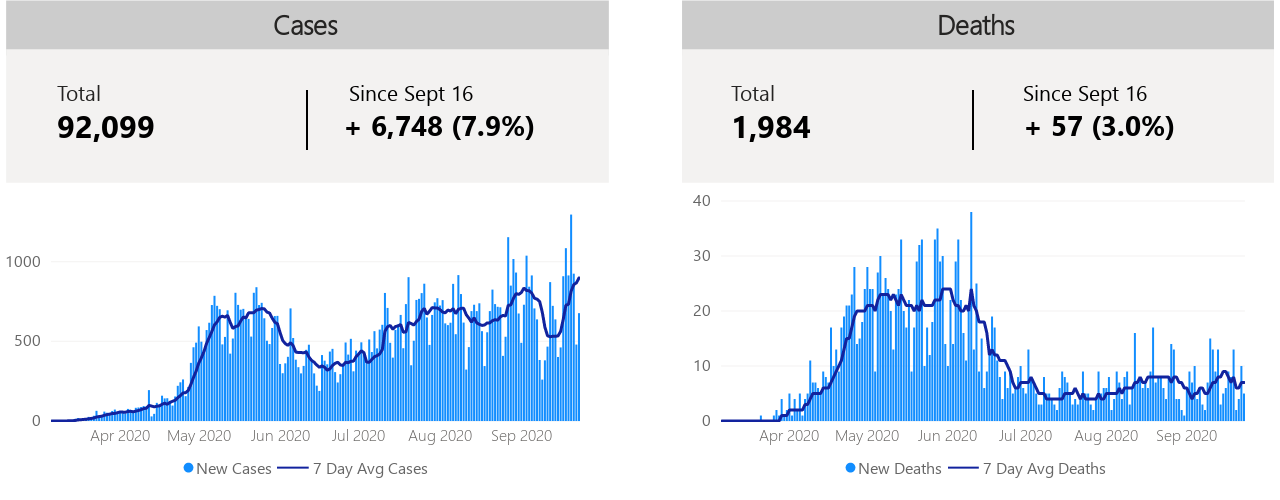 Cases
Total
92,099
Since Sept 16
+ 6,748 (7.9%)
1000
500
0
Apr 2020 May 2020 Jun 2020 Jul 2020 Aug 2020 Sep 2020
New Cases 7 Day Avg Cases
Deaths
Total
1,984
Since Sept 16
+ 57 (3.0%)
40
30
20
10
0
Apr 2020 May 2020 Jun 2020 Jul 2020 Aug 2020 Sep 2020
New Deaths 7 Day Avg Deaths